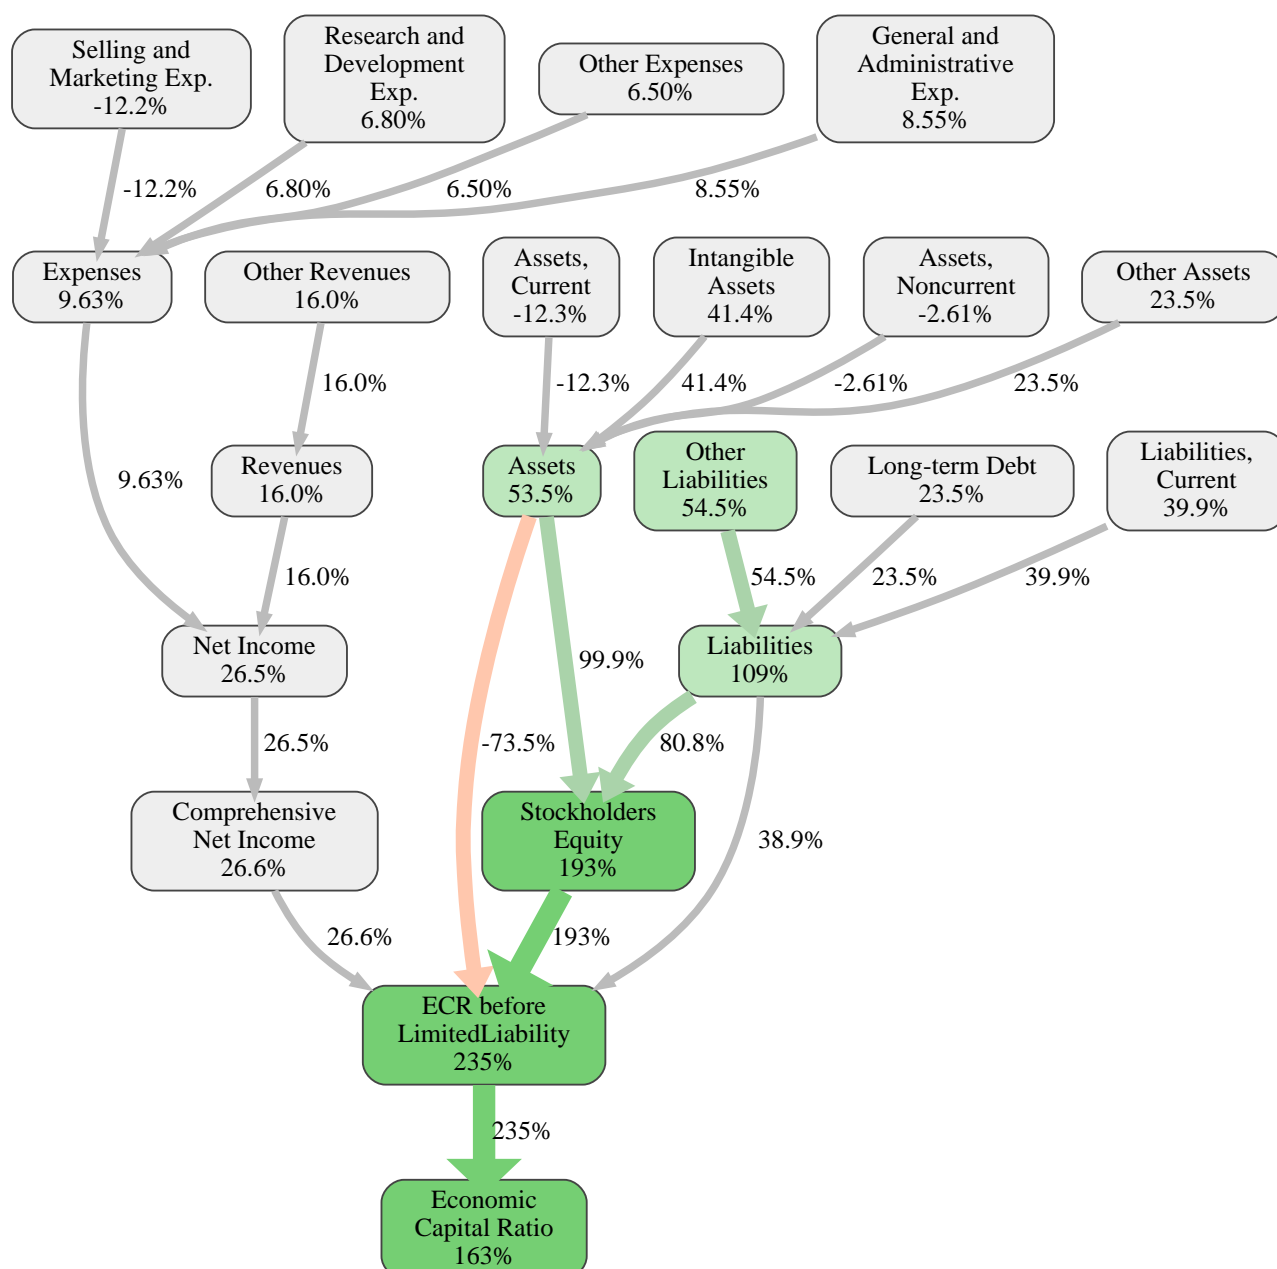 Selling and
Marketing Exp.
-12.2%
Research and
Development
Exp.
6.80%
Other Expenses
6.50%
General and
Administrative
Exp.
8.55%
-12.2%
6.80%
6.50%
8.55%
Expenses
9.63%
Other Revenues
16.0%
Assets,
Current
-12.3%
Intangible
Assets
41.4%
Assets,
Noncurrent
-2.61%
Other Assets
23.5%
16.0%
-12.3%
41.4%
-2.61%
23.5%
9.63%
Revenues
16.0%
Assets
53.5%
Other
Liabilities
54.5%
Long-term Debt
23.5%
Liabilities,
Current
39.9%
16.0%
54.5%
23.5%
39.9%
Net Income
26.5%
99.9%
Liabilities
109%
26.5%
-73.5%
80.8%
Comprehensive
Net Income
26.6%
Stockholders
Equity
193%
38.9%
26.6%
193%
ECR before
LimitedLiability
235%
235%
Economic
Capital Ratio
163%